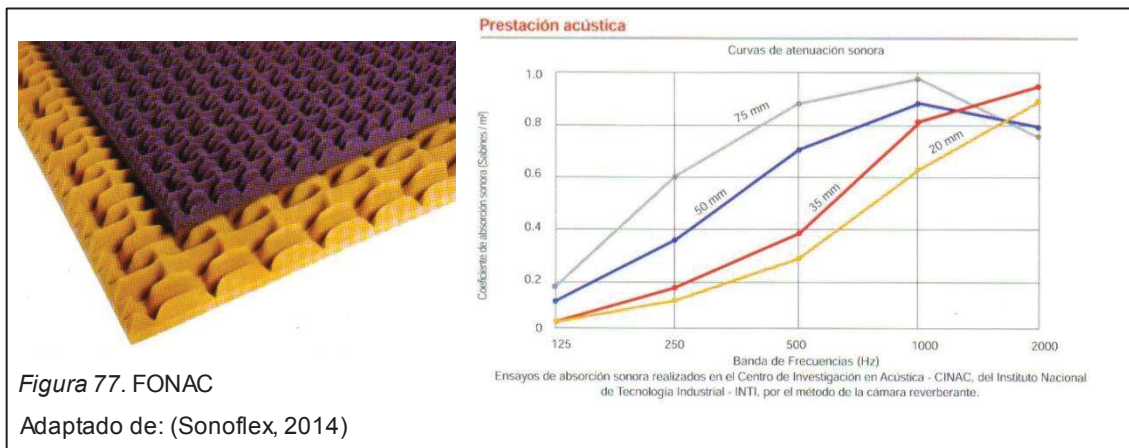 Prestación acústica
Curvas de atenuación sonora
Coeficiente de absorción sonora (Sabines / m²)
1.0
0.8
0.6
0.4
0.2
0
75 mm
50 mm
35 mm
20 mm
125
250
500
1000
2000
Banda de Frecuencias (Hz)
Ensayos de absorción sonora realizados en el Centro de Investigación en Acústica - CINAC, del Instituto Nacional
de Tecnología Industrial - INTI, por el método de la cámara reverberante.
Figura 77. FONAC
Adaptado de: (Sonoflex, 2014)